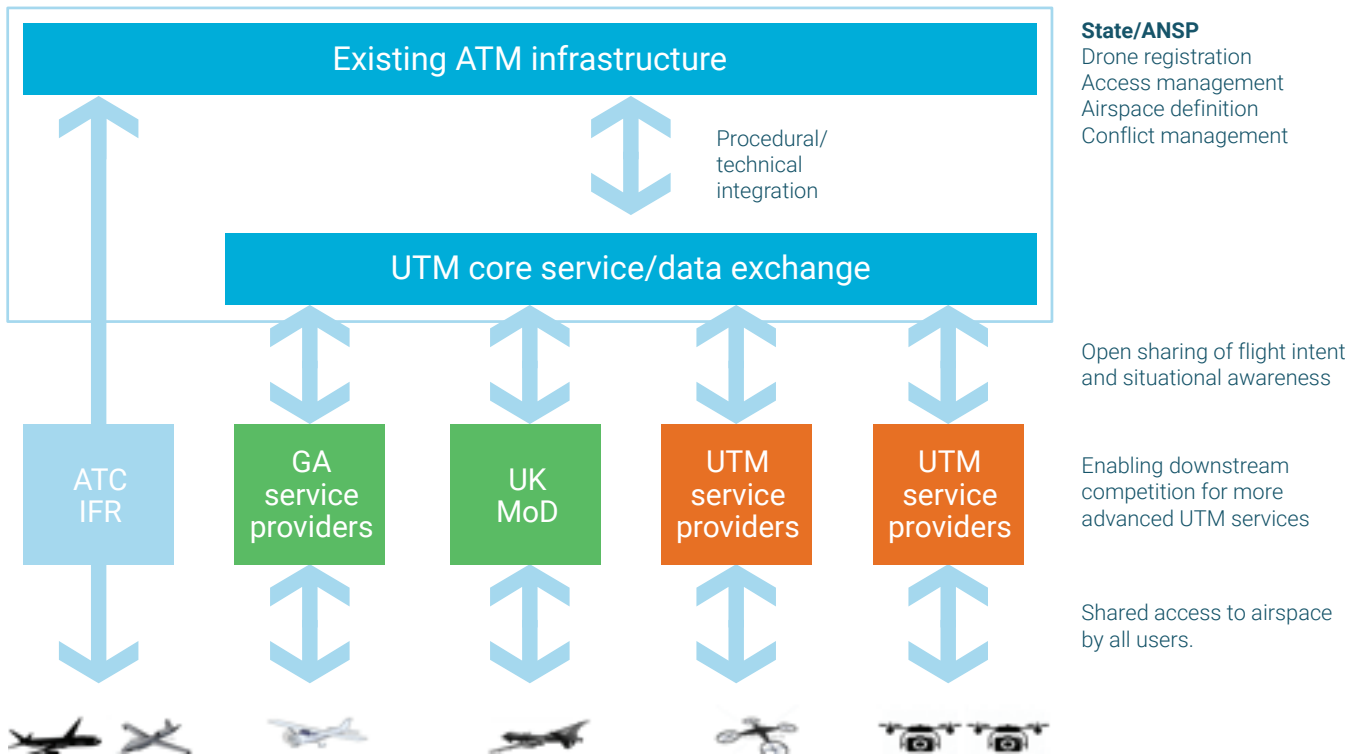 Existing ATM infrastructure
State/ANSP
Drone registration
Access management
Airspace definition
Conflict management
Procedural/
technical
integration
UTM core service/data exchange
Open sharing of flight intent
and situational awareness
ATC
IFR
GA
service
providers
UK
MoD
UTM
service
providers
UTM
service
providers
Enabling downstream
competition for more
advanced UTM services
Shared access to airspace
by all users.